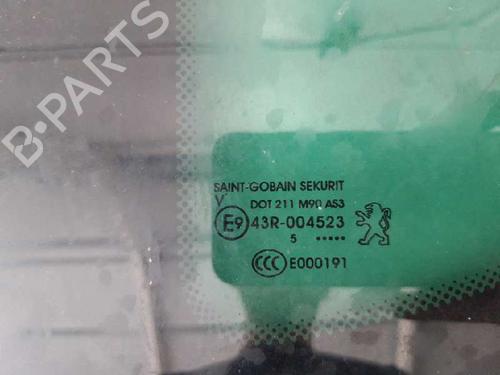 B-PARTS
SAINT-GOBAIN SEKURIT
V
DOT 211 M90 AS3
E9 43R-004523
5 .....
CCC E000191